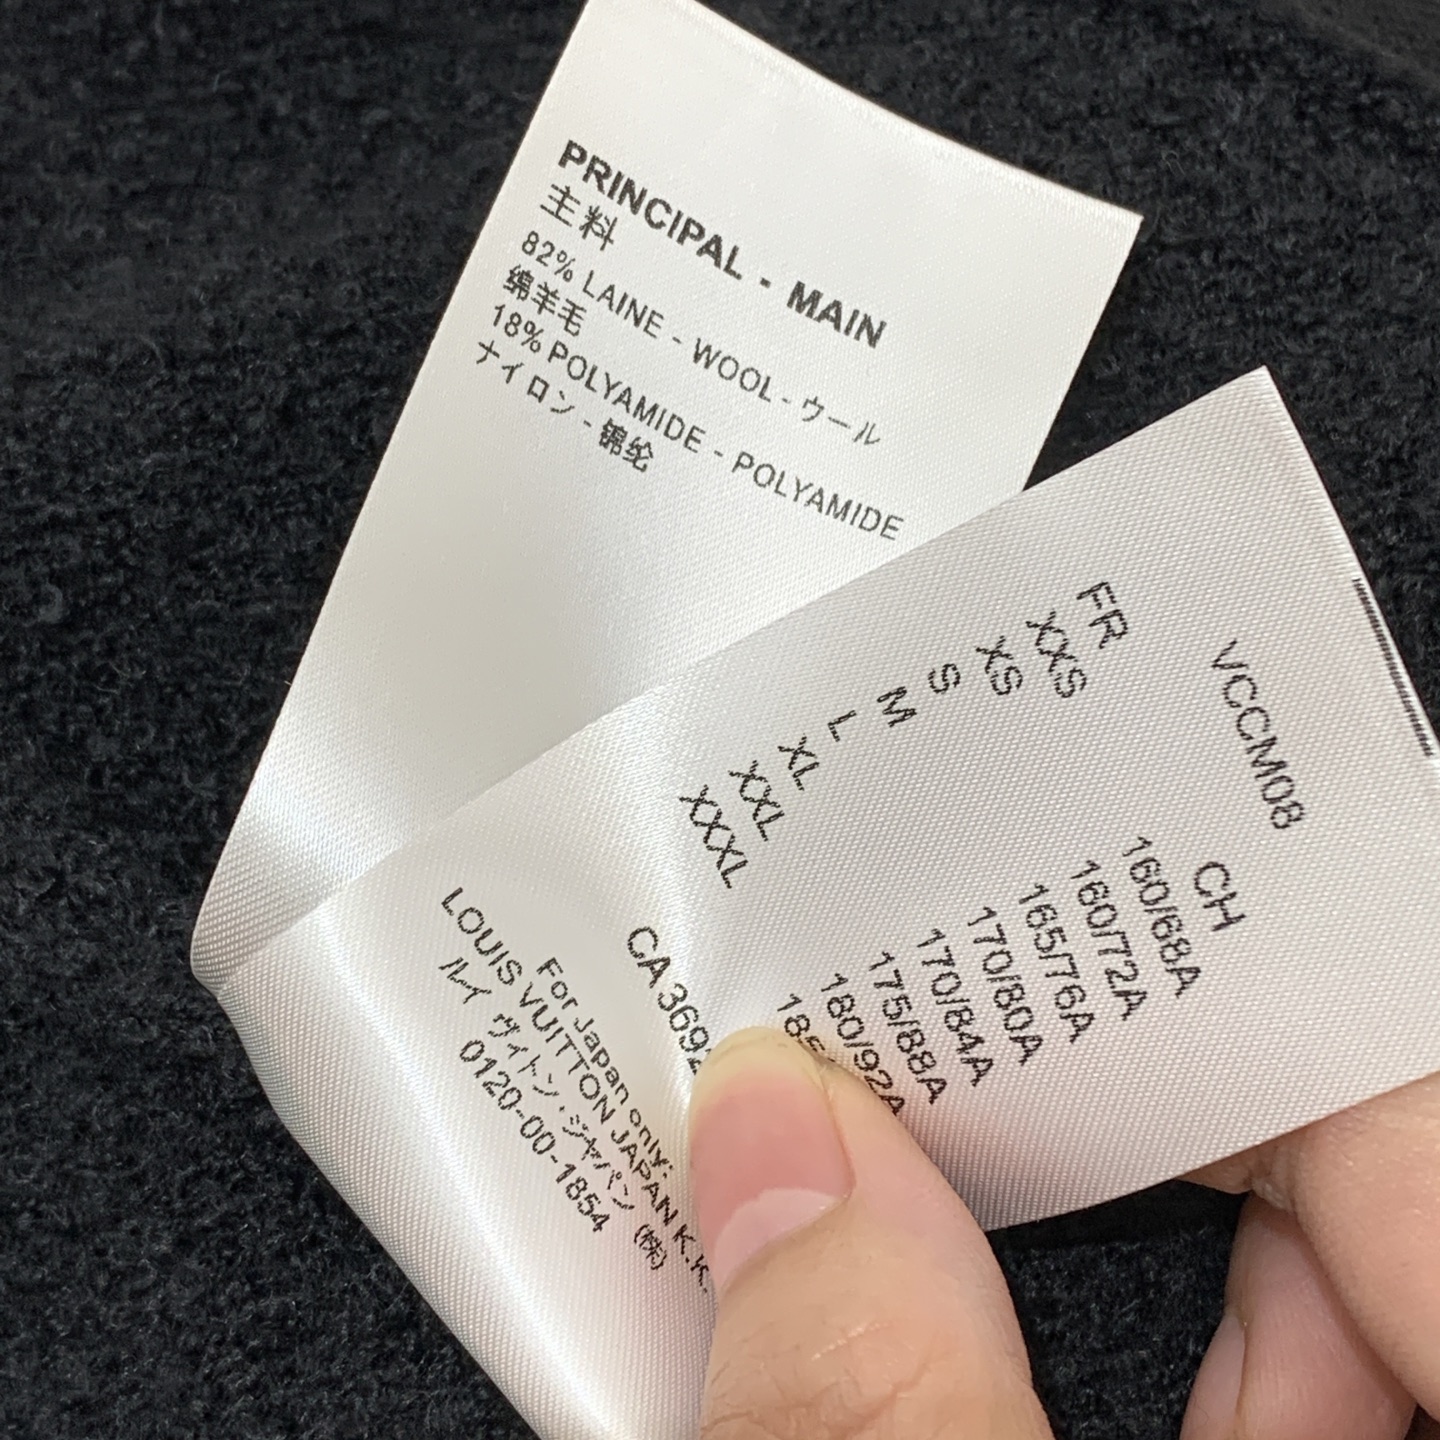 PRINCIPAL - MAIN
主料
82% LAINE - WOOL - ウール
绵羊毛
18% POLYAMIDE - POLYAMIDE
ナイロン - 锦纶
VCCM08
FR CH
XXS 160/68A
XS 160/72A
S 165/76A
M 170/80A
L 170/84A
XL 175/88A
XXL 180/92A
XXXL
CA
For Japan only:
LOUIS VUITTON JAPAN K.K.
ルイ ヴィトン・ジャパン (株)
0120-00-1854